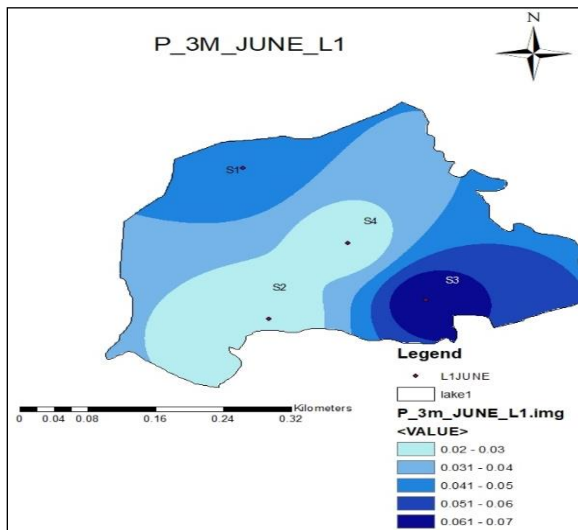 N
P_3M_JUNE_L1
S1
S4
S2
S3
Legend
L1JUNE
lake1
P_3m_JUNE_L1.img
<VALUE>
0.02 - 0.03
0.031 - 0.04
0.041 - 0.05
0.051 - 0.06
0.061 - 0.07
Kilometers
0 0.04 0.08 0.16 0.24 0.32